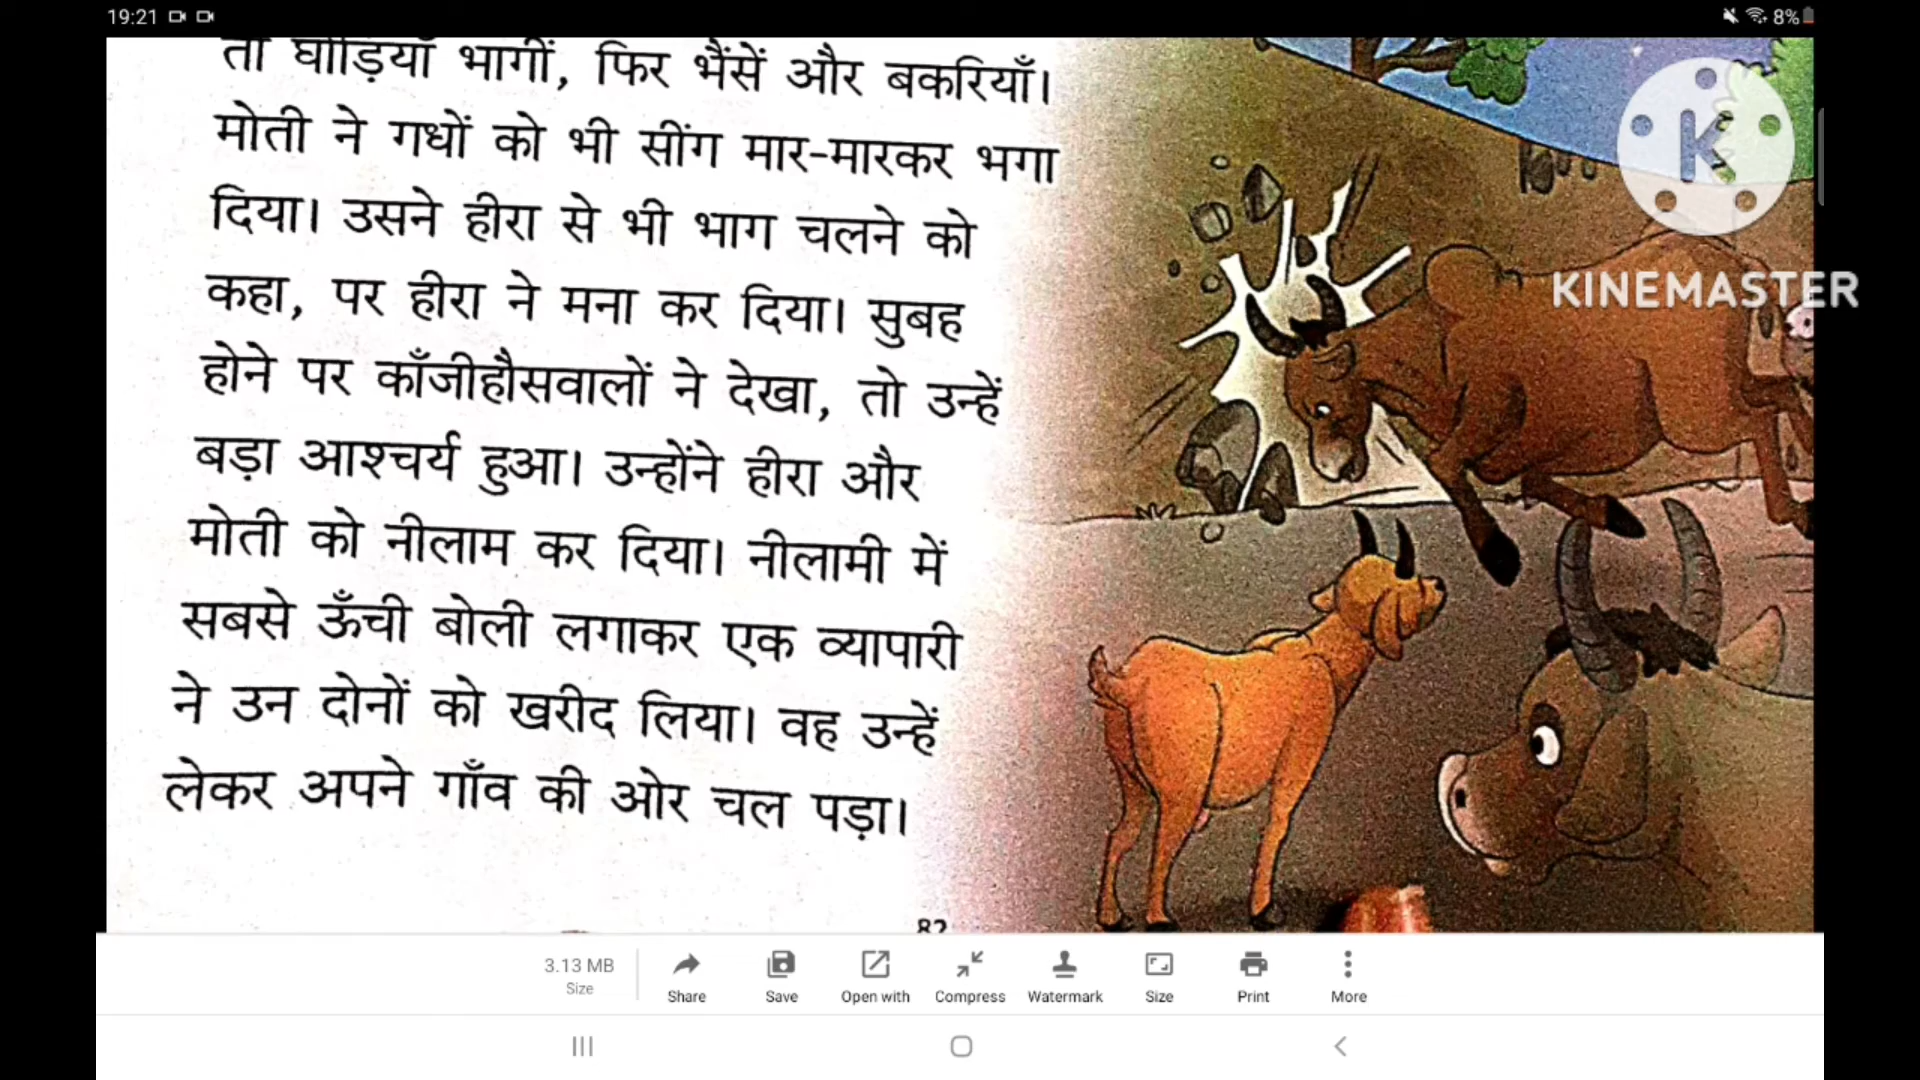 19:21
8%
तो घोड़ियाँ भागीं, फिर भैंसें और बकरियाँ।
मोती ने गधों को भी सींग मार-मारकर भगा
दिया। उसने हीरा से भी भाग चलने को
कहा, पर हीरा ने मना कर दिया। सुबह
होने पर काँजीहौसवालों ने देखा, तो उन्हें
बड़ा आश्चर्य हुआ। उन्होंने हीरा और
मोती को नीलाम कर दिया। नीलामी में
सबसे ऊँची बोली लगाकर एक व्यापारी
ने उन दोनों को खरीद लिया। वह उन्हें
लेकर अपने गाँव की ओर चल पड़ा।
K
KINEMASTER
82
3.13 MB
Size
Share
Save
Open with
Compress
Watermark
Size
Print
More